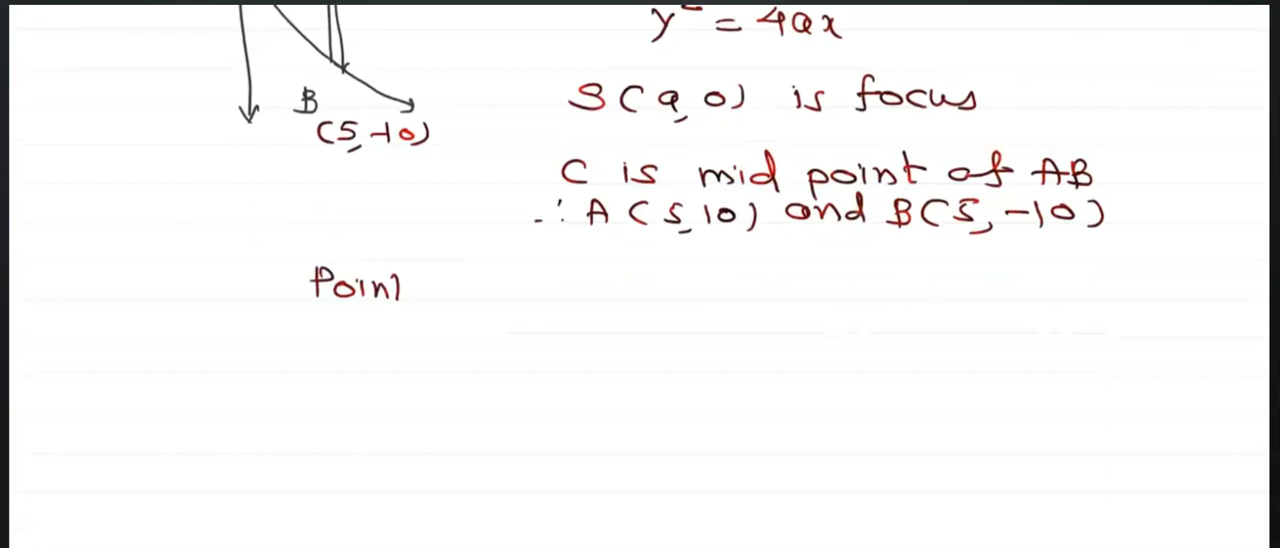 y² = 4ax
S(a, 0) is focus
B
(5, -10)
C is mid point of AB
∴ A (5, 10) and B(5, -10)
Point